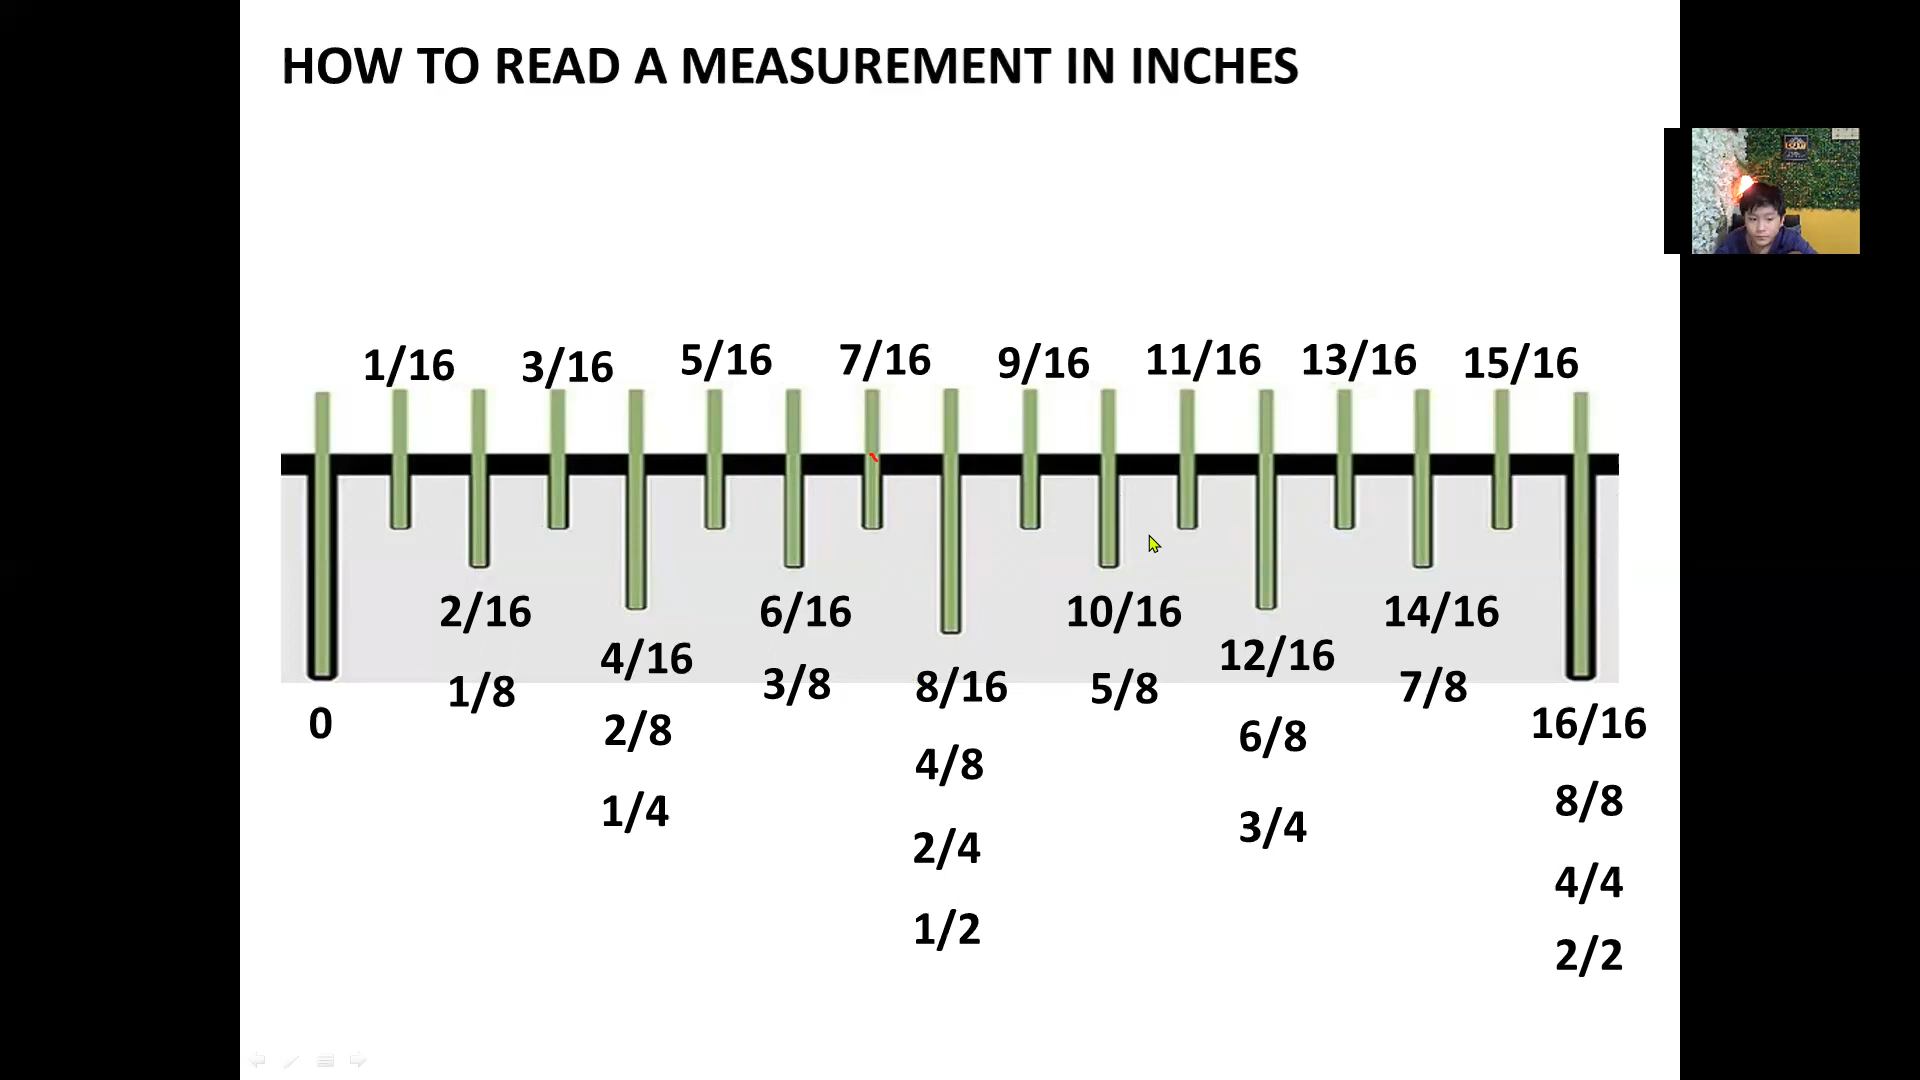 HOW TO READ A MEASUREMENT IN INCHES
1/16 3/16 5/16 7/16 9/16 11/16 13/16 15/16
2/16 6/16 10/16 14/16
4/16 12/16
1/8 3/8 8/16 5/8 7/8
0 2/8 6/8 16/16
4/8
1/4 3/4 8/8
2/4
4/4
1/2
2/2